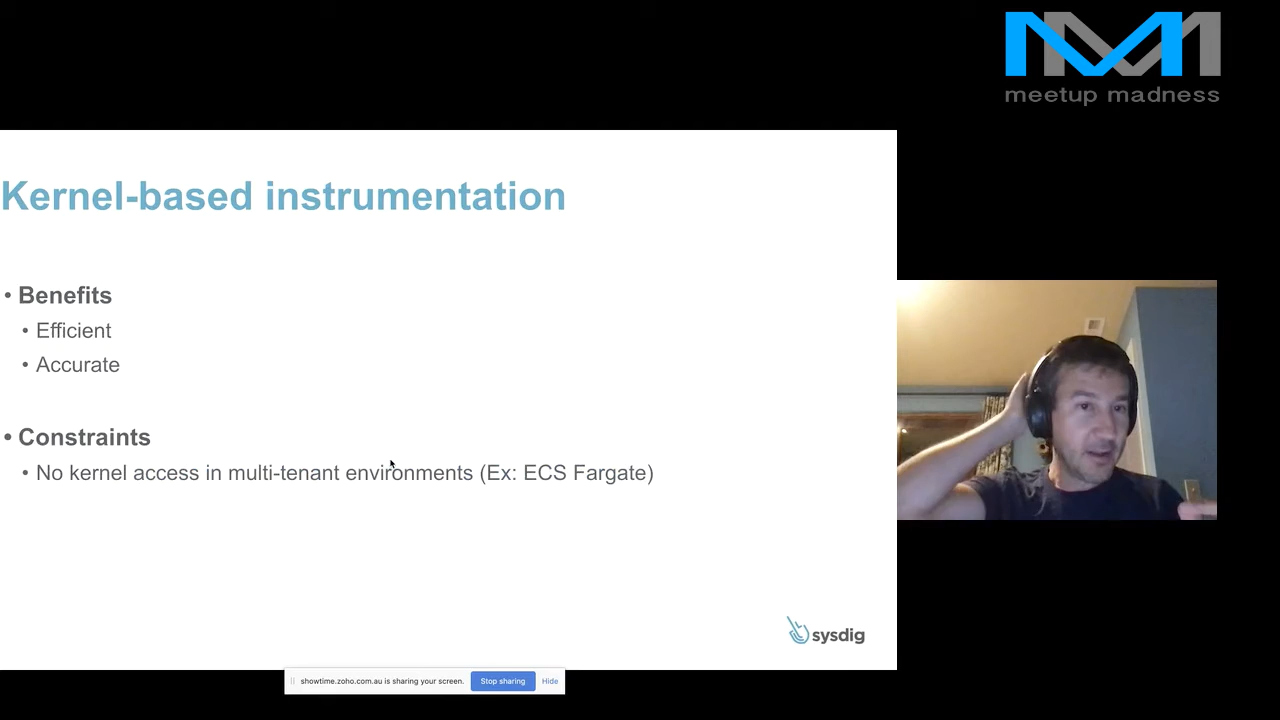 meetup madness
Kernel-based instrumentation
• Benefits
• Efficient
• Accurate
• Constraints
• No kernel access in multi-tenant environments (Ex: ECS Fargate)
sysdig
showtime.zoho.com.au is sharing your screen. Stop sharing Hide